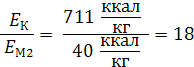 E_К / E_М2 = 711 ккал/кг / 40 ккал/кг = 18